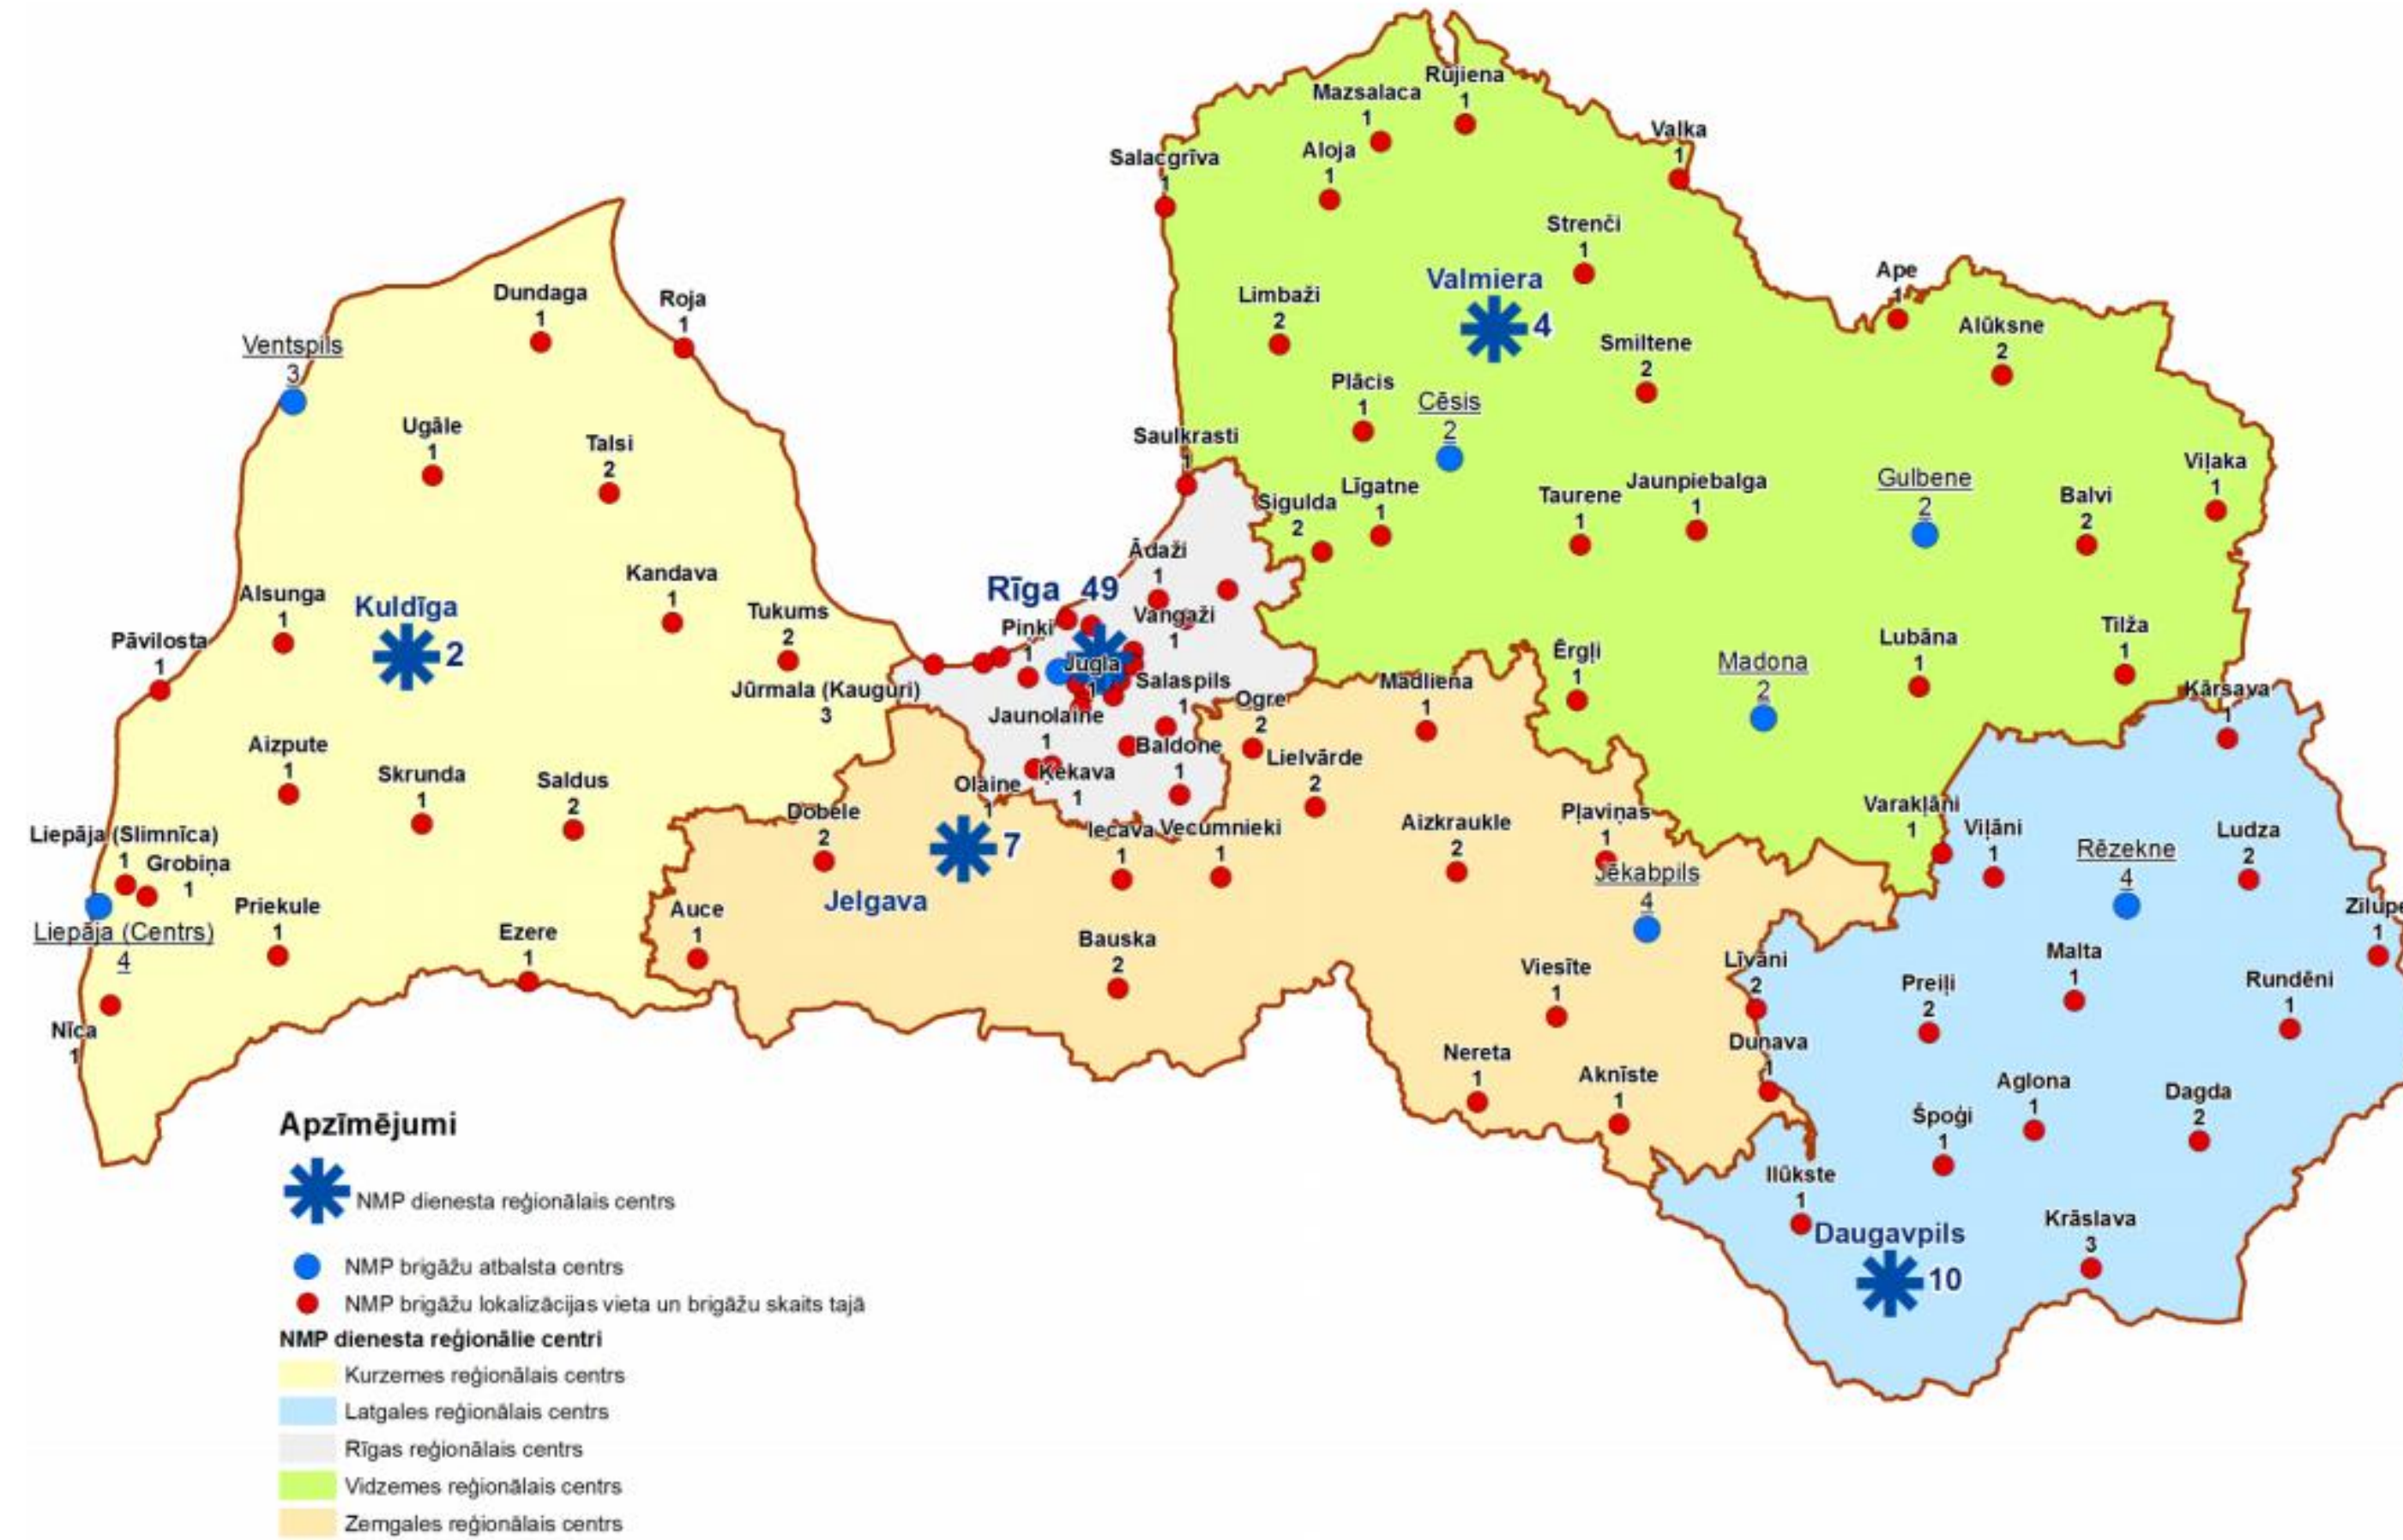 Rūjiena
1
Mazsalaca
1
Valka
1
Aloja
1
Salacgrīva
1
Strenči
1
Valmiera
4
Ape
1
Limbaži
2
Alūksne
2
Smiltene
2
Plācis
1
Cēsis
2
Saulkrasti
1
Sigulda
2
Līgatne
1
Taurene
1
Jaunpiebalga
1
Gulbene
2
Balvi
2
Viļaka
1
Ērgļi
1
Madona
2
Lubāna
1
Tilža
1
Varakļāni
1
Dundaga
1
Roja
1
Ventspils
3
Ugāle
1
Talsi
2
Kandava
1
Alsunga
1
Kuldīga
2
Tukums
2
Pāvilosta
1
Jūrmala (Kauguri)
3
Aizpute
1
Skrunda
1
Saldus
2
Liepāja (Slimnīca)
1
Grobiņa
1
Liepāja (Centrs)
4
Priekule
1
Ezere
1
Nīca
1
Rīga 49
Ādaži
1
Vangaži
1
Piņķi
1
Jugla
1
Salaspils
1
Jaunolaine
1
Baldone
1
Ķekava
1
Olaine
1
Ogre
2
Madliena
1
Lielvārde
2
Dobele
2
Jelgava
7
Iecava
1
Vecumnieki
1
Aizkraukle
2
Pļaviņas
1
Jēkabpils
4
Auce
1
Bauska
2
Viesīte
1
Nereta
1
Aknīste
1
Kārsava
1
Viļāni
1
Rēzekne
4
Ludza
2
Zilupe
1
Līvāni
2
Preiļi
2
Malta
1
Rundēni
1
Dunava
1
Aglona
1
Dagda
2
Špoģi
1
Ilūkste
1
Daugavpils
10
Krāslava
3
Apzīmējumi
NMP dienesta reģionālais centrs
NMP brigāžu atbalsta centrs
NMP brigāžu lokalizācijas vieta un brigāžu skaits tajā
NMP dienesta reģionālie centri
Kurzemes reģionālais centrs
Latgales reģionālais centrs
Rīgas reģionālais centrs
Vidzemes reģionālais centrs
Zemgales reģionālais centrs